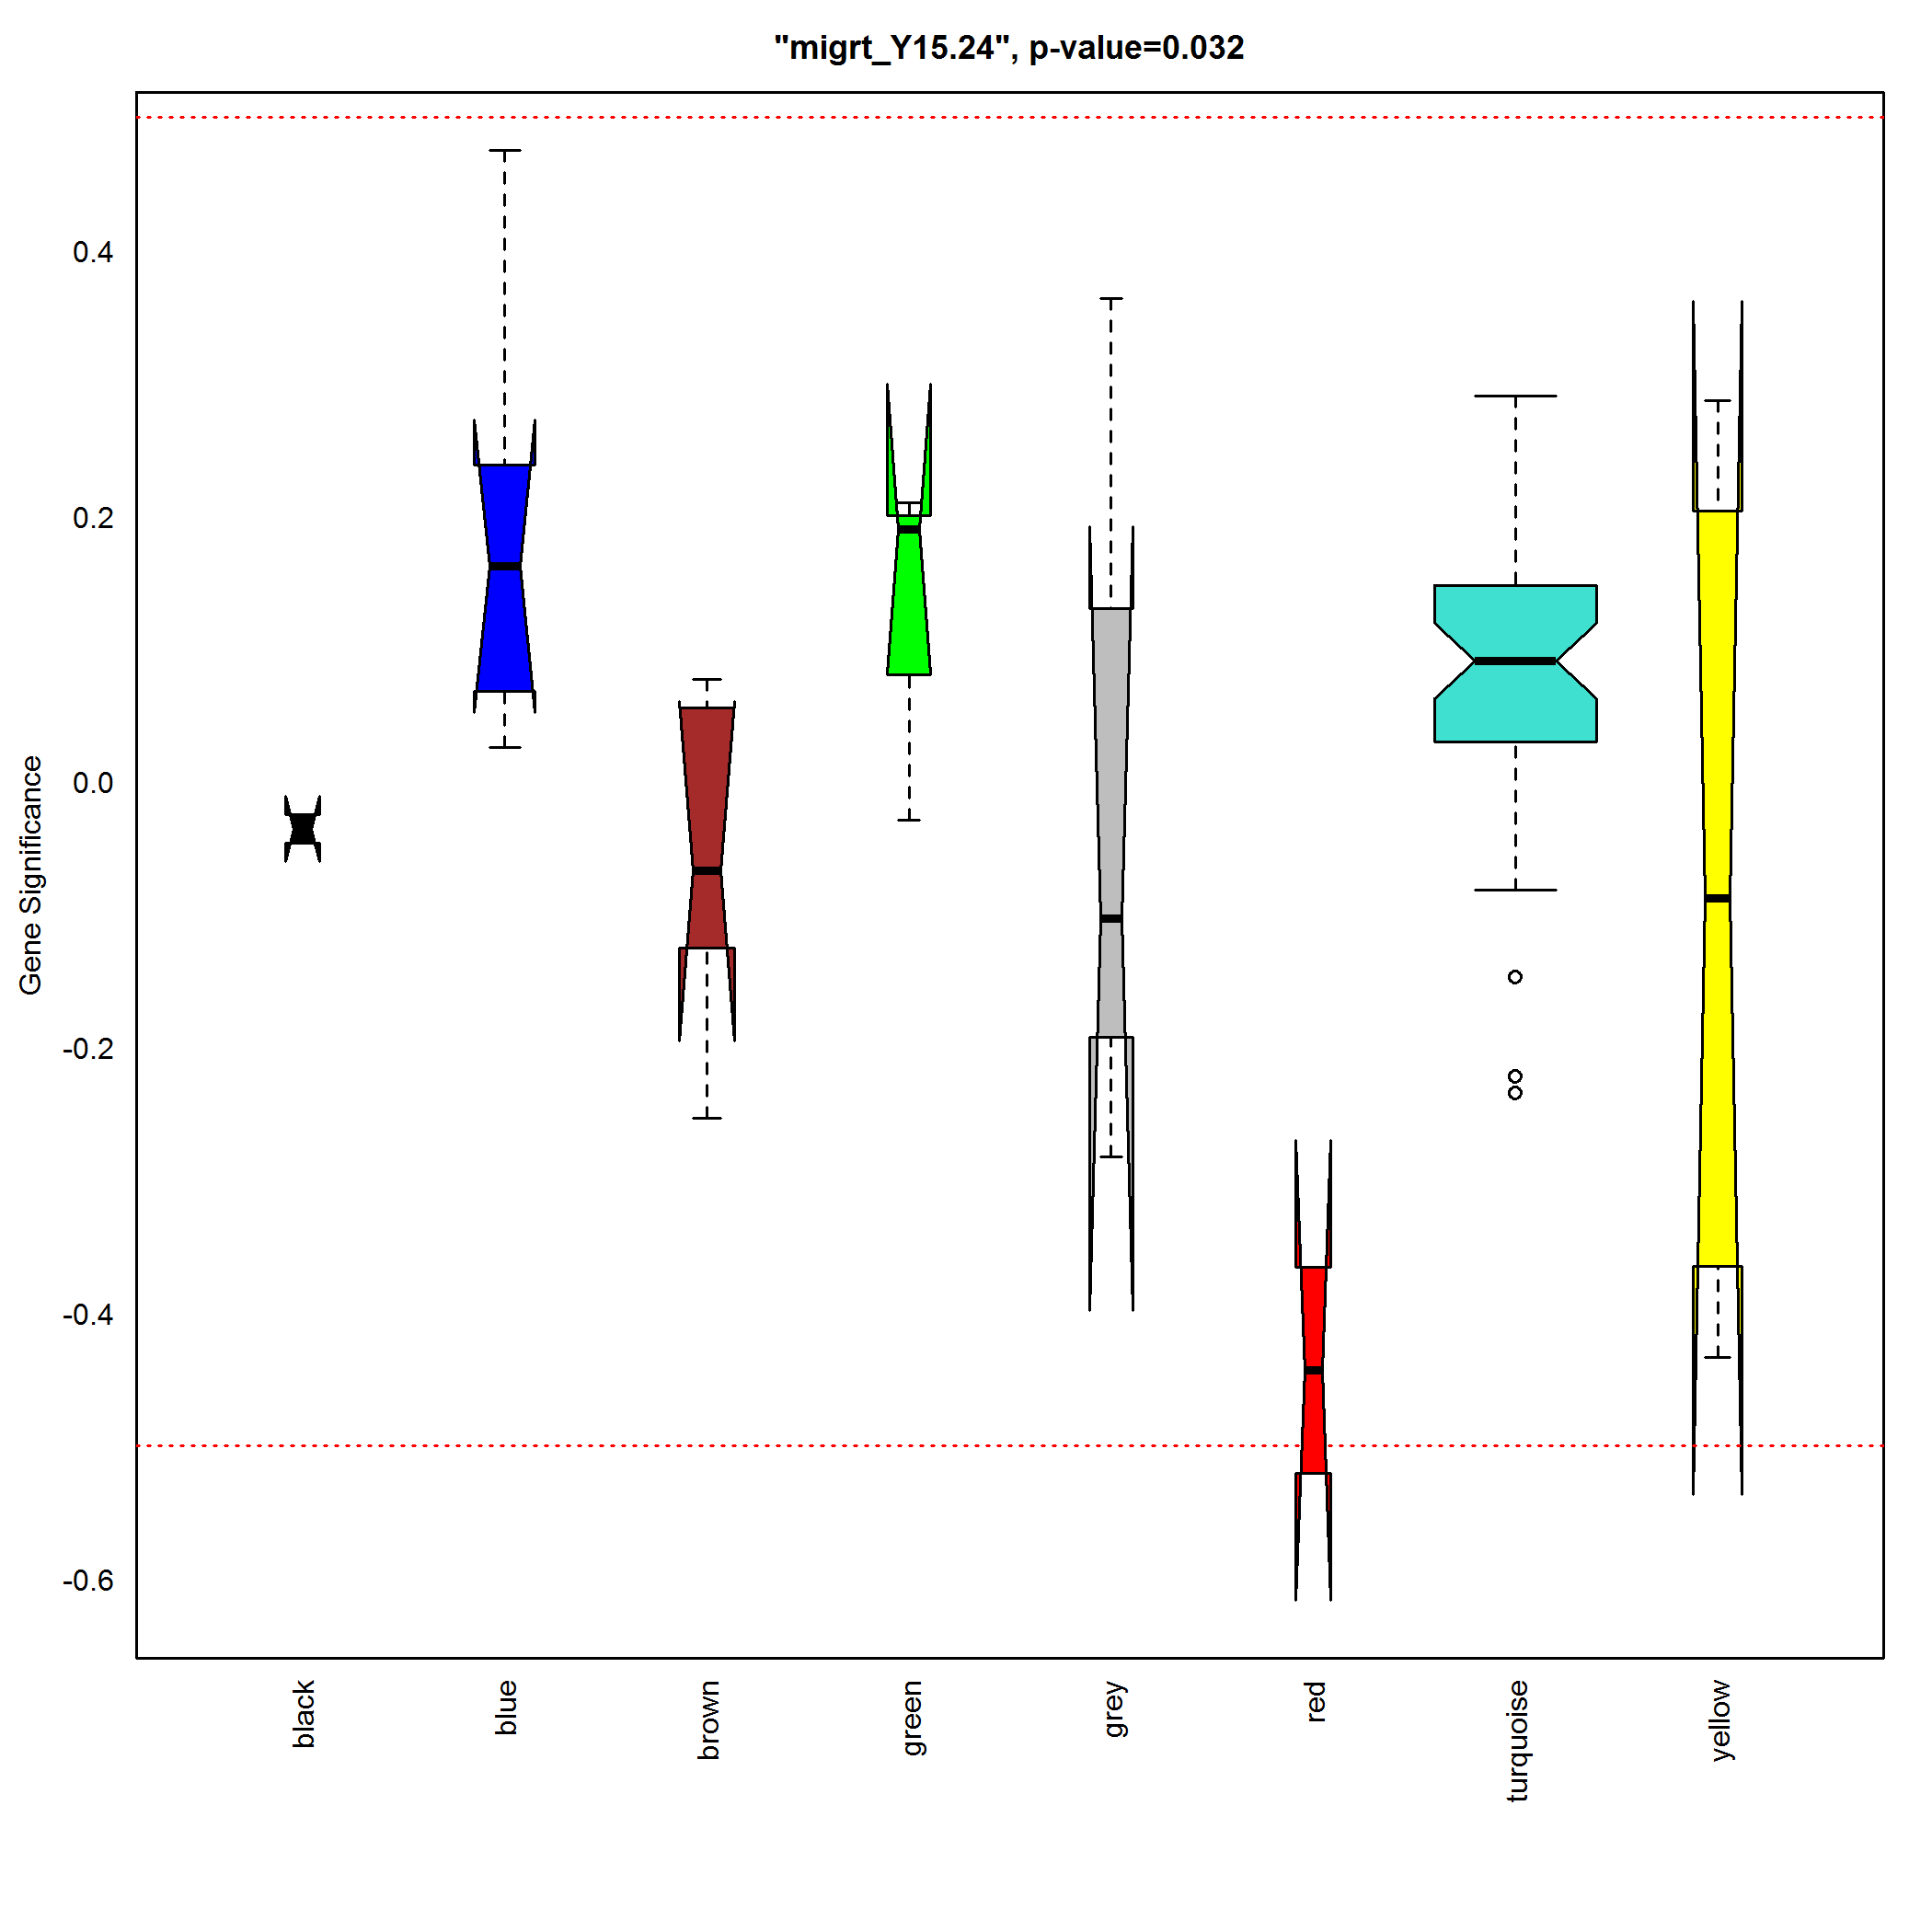 "migrt_Y15.24", p-value=0.032
Gene Significance
0.4
0.2
0.0
-0.2
-0.4
-0.6
black
blue
brown
green
grey
red
turquoise
yellow